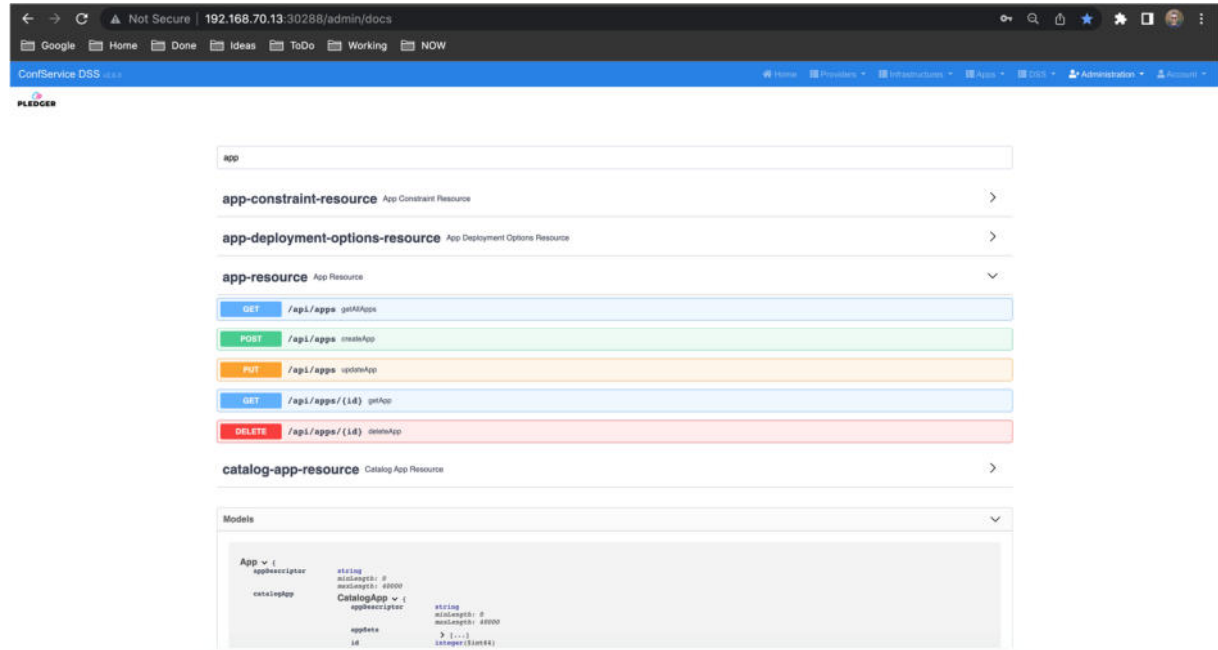 Not Secure | 192.168.70.13:30288/admin/docs
Google Home Done Ideas ToDo Working NOW
ConfService DSS Home Providers Infrastructures Apps DSS Administration Account
PLEDGER
app
app-constraint-resource App Constraint Resource
app-deployment-options-resource App Deployment Options Resource
app-resource App Resource
GET /api/apps getAllApps
POST /api/apps createApp
PUT /api/apps updateApp
GET /api/apps/{id} getApp
DELETE /api/apps/{id} deleteApp
catalog-app-resource Catalog App Resource
Models
App {
appDescriptor string
minLength: 0
maxLength: 40000
catalogApp CatalogApp {
appDescriptor string
minLength: 0
maxLength: 40000
appSets [...]
id integer($int64)